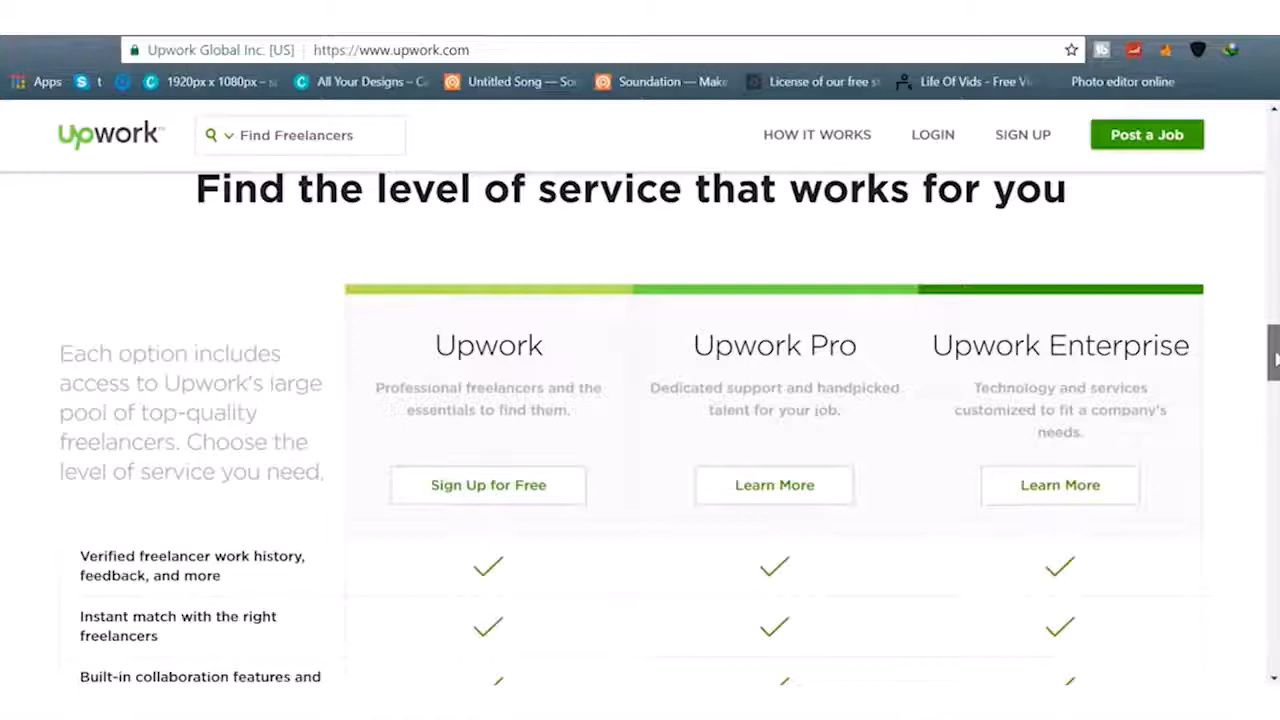 Upwork Global Inc. [US] https://www.upwork.com
Apps t 1920px x 1080px – All Your Designs – C Untitled Song — So Soundation — Make License of our free s Life Of Vids - Free Vi Photo editor online
upwork Find Freelancers HOW IT WORKS LOGIN SIGN UP Post a Job
Find the level of service that works for you
Each option includes
access to Upwork's large
pool of top-quality
freelancers. Choose the
level of service you need.
Upwork
Professional freelancers and the
essentials to find them.
Sign Up for Free
Upwork Pro
Dedicated support and handpicked
talent for your job.
Learn More
Upwork Enterprise
Technology and services
customized to fit a company's
needs.
Learn More
Verified freelancer work history,
feedback, and more
Instant match with the right
freelancers
Built-in collaboration features and